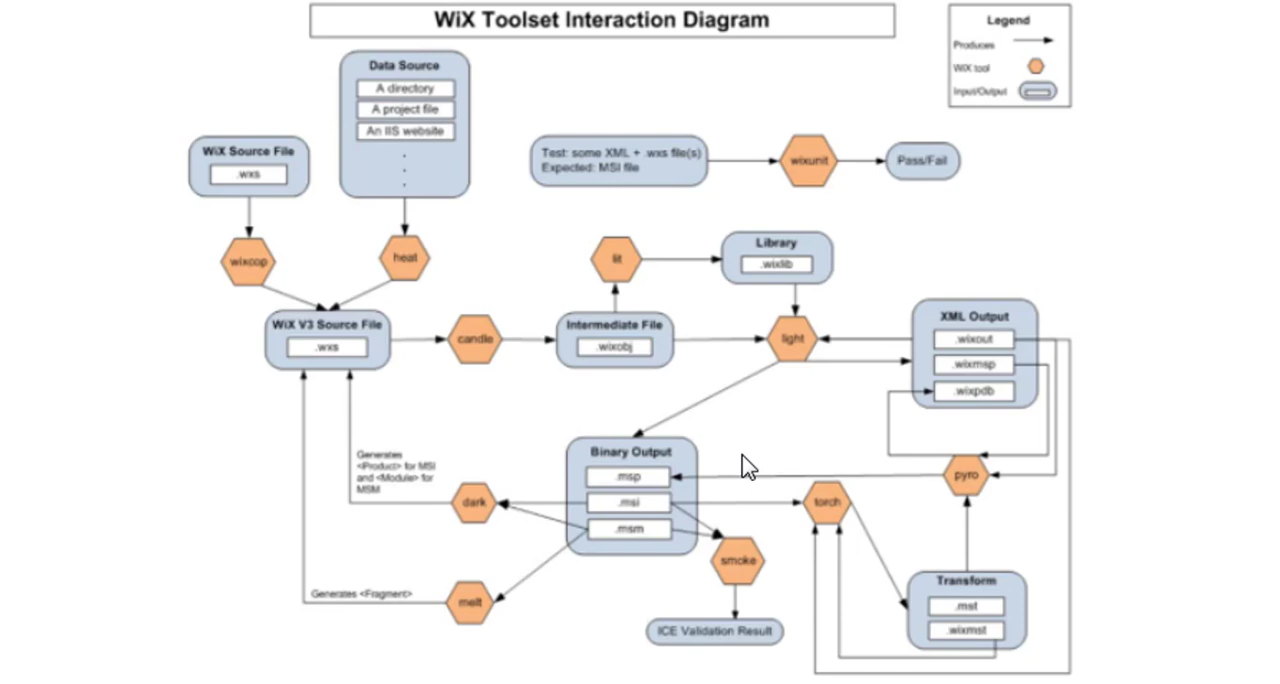 WiX Toolset Interaction Diagram
Legend
Produces
WiX tool
Input/Output
Data Source
A directory
A project file
An IIS website
WiX Source File
.wxs
Test: some XML + .wxs file(s)
Expected: MSI file
wixunit
Pass/Fail
wixcop
heat
lit
Library
.wixlib
WiX V3 Source File
.wxs
candle
Intermediate File
.wixobj
light
XML Output
.wixout
.wixmsp
.wixpdb
Generates
<Product> for MSI
and <Module> for
MSM
Binary Output
.msp
.msi
.msm
dark
torch
pyro
smoke
Generates <Fragment>
melt
ICE Validation Result
Transform
.mst
.wixmst